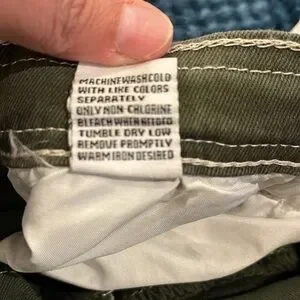 MACHINE WASH COLD
WITH LIKE COLORS
SEPARATELY
ONLY NON-CHLORINE
BLEACH WHEN NEEDED
TUMBLE DRY LOW
REMOVE PROMPTLY
WARM IRON DESIRED